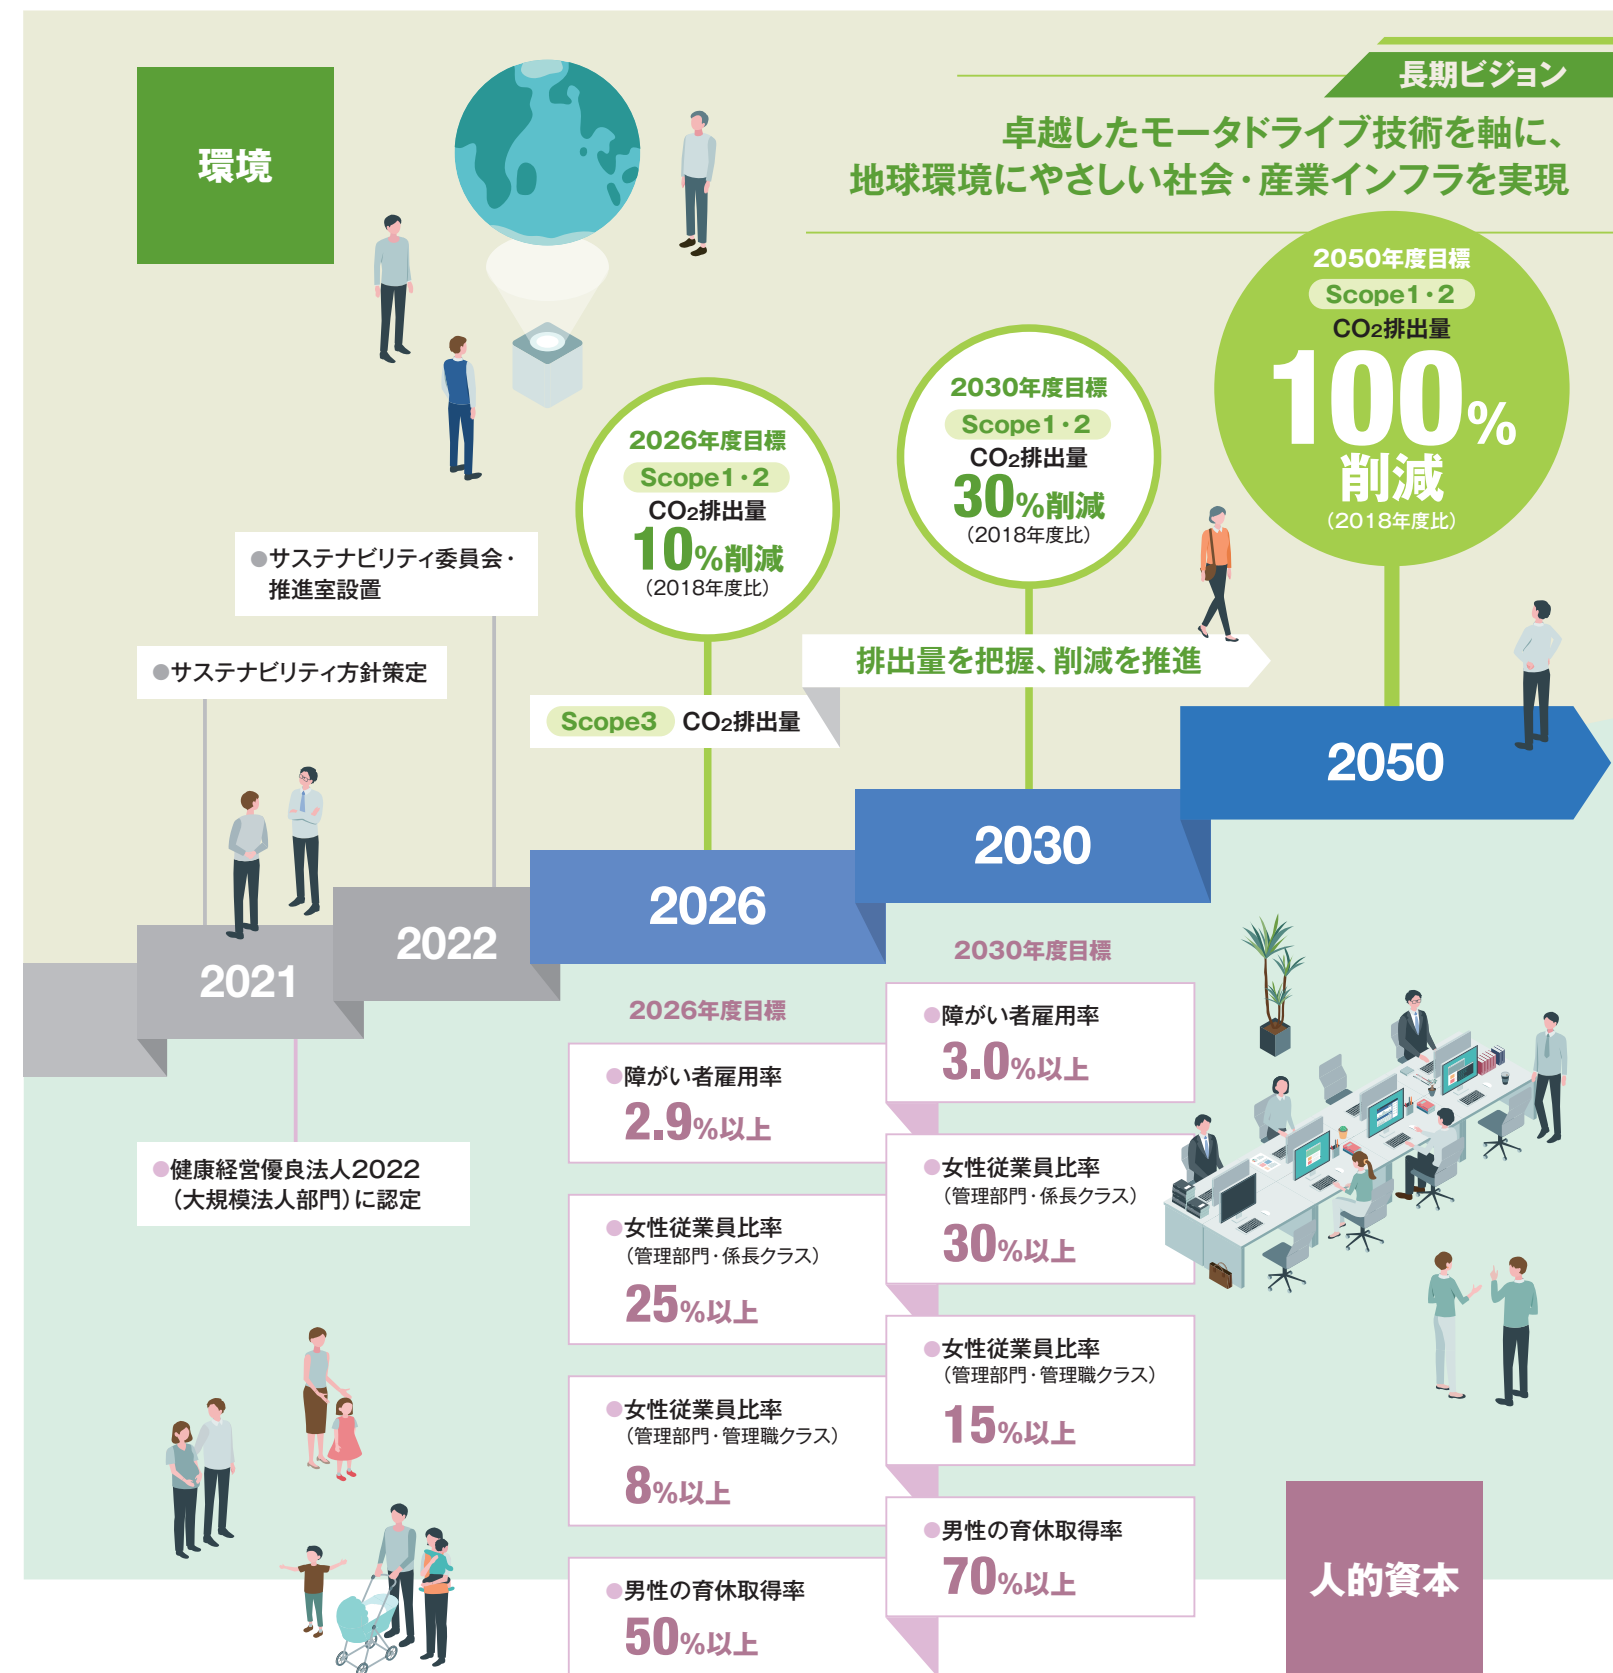 環境
長期ビジョン
卓越したモータドライブ技術を軸に、
地球環境にやさしい社会・産業インフラを実現
2050年度目標
Scope1・2
CO2排出量
100%
削減
（2018年度比）
2030年度目標
Scope1・2
CO2排出量
30%削減
（2018年度比）
2026年度目標
Scope1・2
CO2排出量
10%削減
（2018年度比）
●サステナビリティ委員会・
推進室設置
●サステナビリティ方針策定
Scope3 CO2排出量
排出量を把握、削減を推進
2021
2022
2026
2030
2050
●健康経営優良法人2022
（大規模法人部門）に認定
2026年度目標
●障がい者雇用率
2.9%以上
●女性従業員比率
（管理部門・係長クラス）
25%以上
●女性従業員比率
（管理部門・管理職クラス）
8%以上
●男性の育休取得率
50%以上
2030年度目標
●障がい者雇用率
3.0%以上
●女性従業員比率
（管理部門・係長クラス）
30%以上
●女性従業員比率
（管理部門・管理職クラス）
15%以上
●男性の育休取得率
70%以上
人的資本